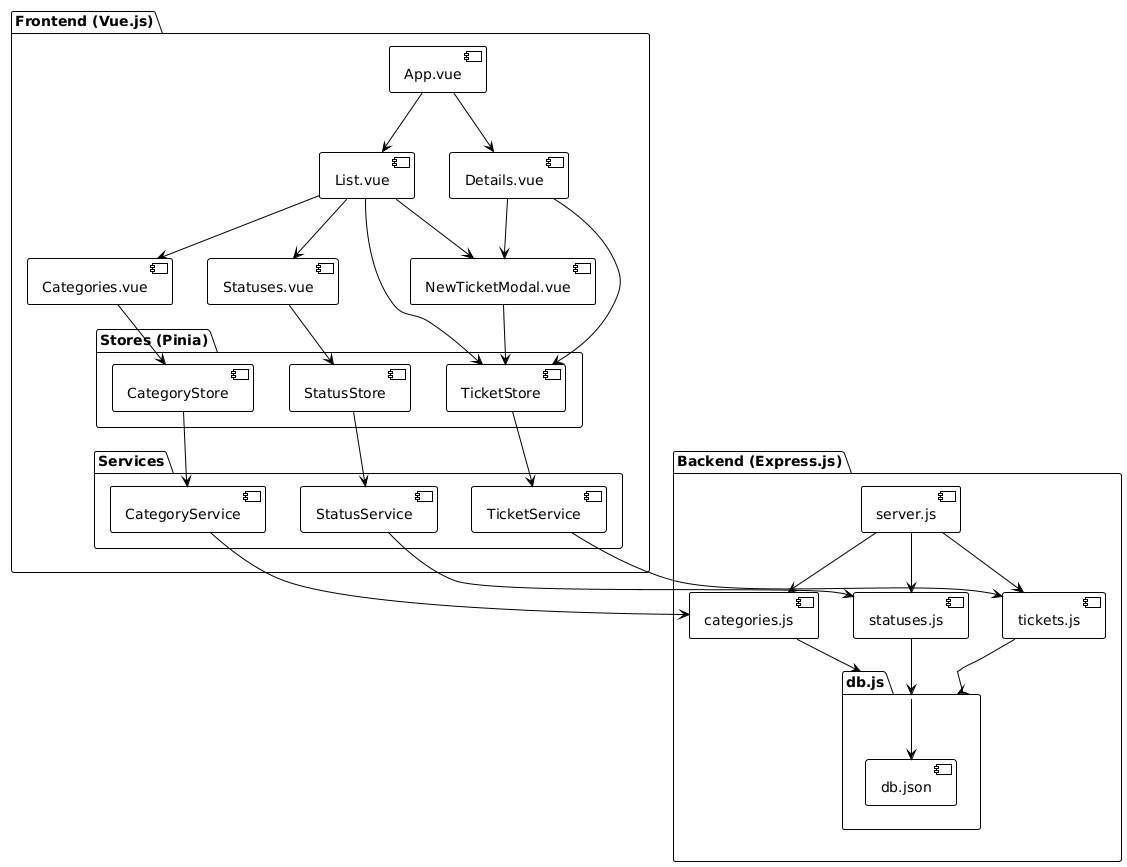 Frontend (Vue.js)
App.vue
List.vue
Details.vue
Categories.vue
Statuses.vue
NewTicketModal.vue
Stores (Pinia)
CategoryStore
StatusStore
TicketStore
Services
CategoryService
StatusService
TicketService
Backend (Express.js)
server.js
categories.js
statuses.js
tickets.js
db.js
db.json